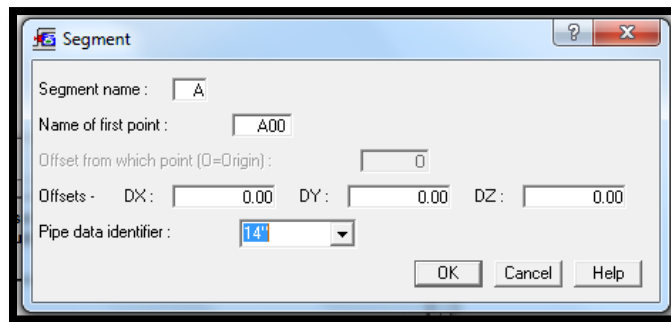 Segment
Segment name : A
Name of first point : A00
Offset from which point (0=Origin) : 0
Offsets - DX : 0.00 DY : 0.00 DZ : 0.00
Pipe data identifier : 14"
OK Cancel Help